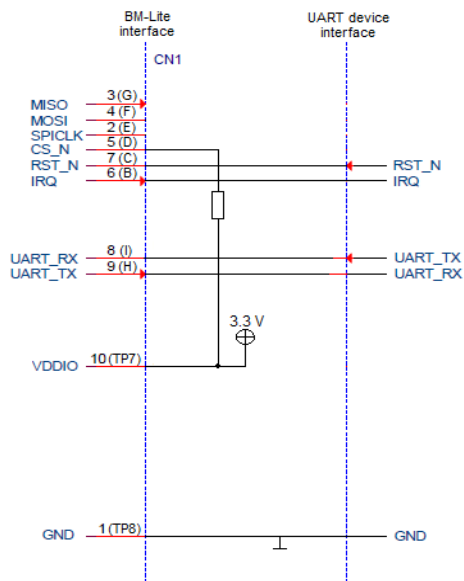 BM-Lite
interface
UART device
interface
CN1
MISO 3 (G)
MOSI 4 (F)
SPICLK 2 (E)
CS_N 5 (D)
RST_N 7 (C) RST_N
IRQ 6 (B) IRQ
UART_RX 8 (I) UART_TX
UART_TX 9 (H) UART_RX
3.3 V
VDDIO 10 (TP7)
GND 1 (TP8) GND